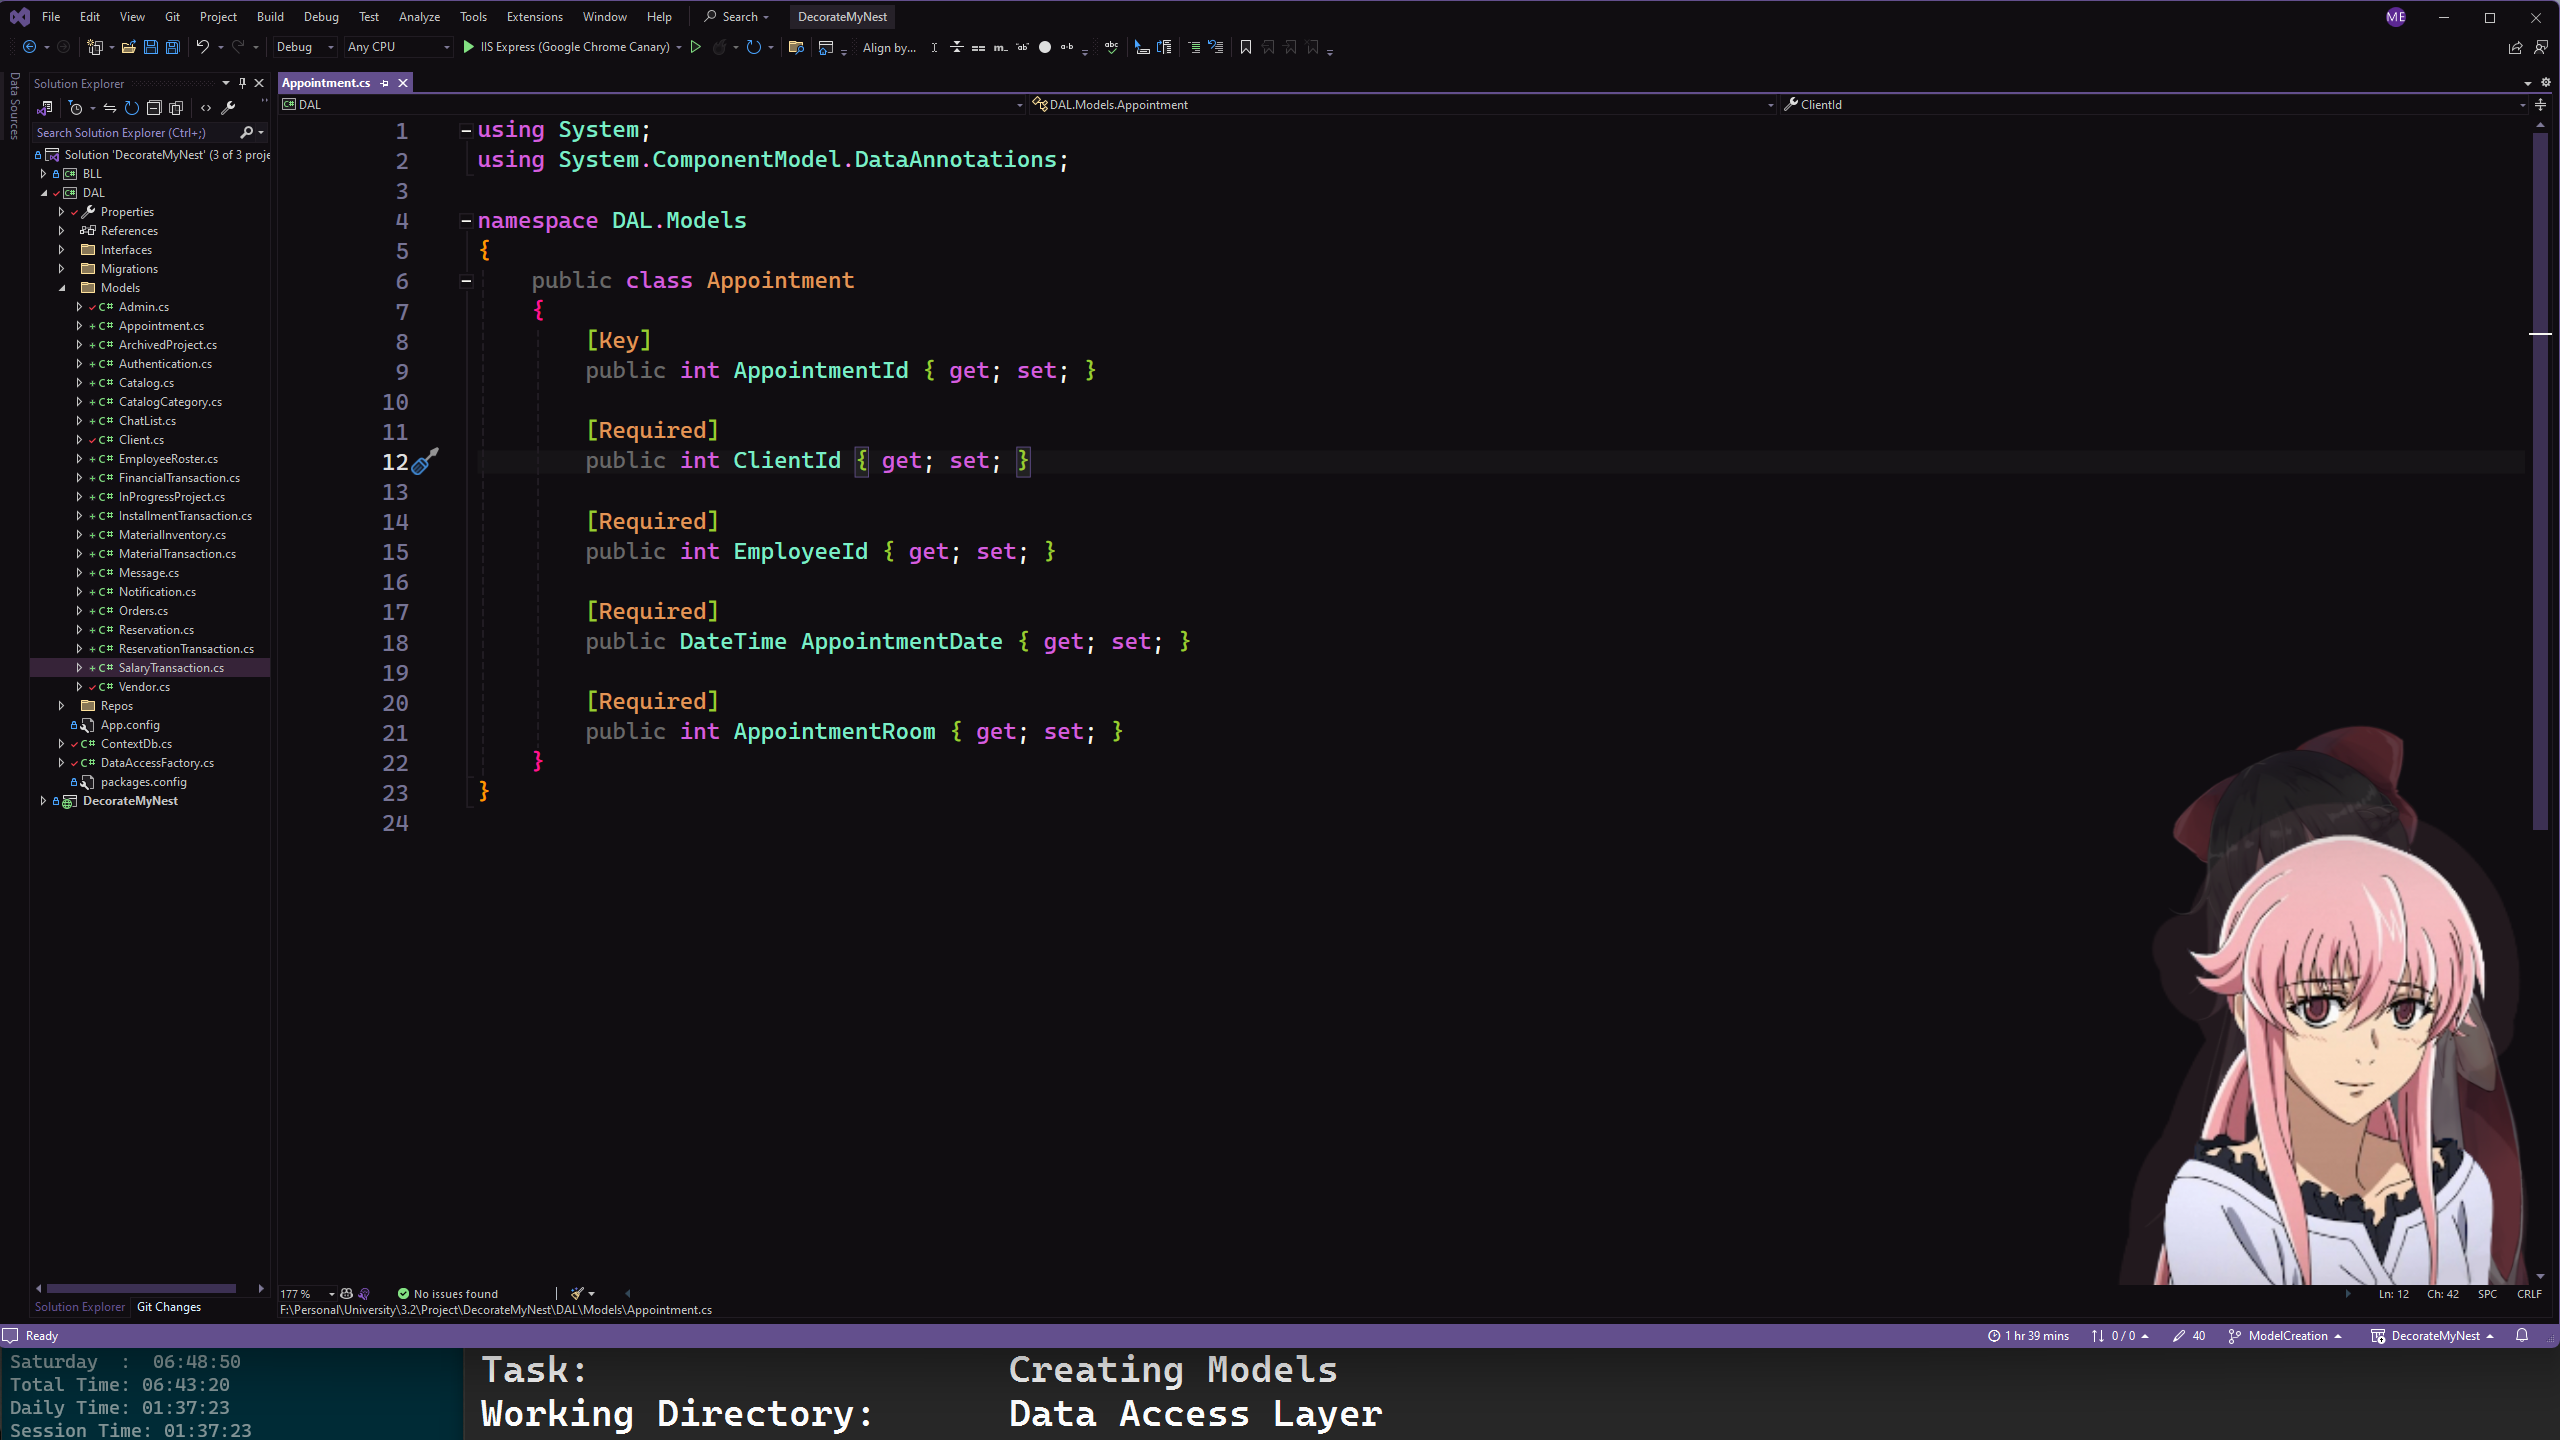 File Edit View Git Project Build Debug Test Analyze Tools Extensions Window Help Search DecorateMyNest ME
Debug Any CPU IIS Express (Google Chrome Canary) Align by...
Data Sources
Solution Explorer
Search Solution Explorer (Ctrl+;)
Solution 'DecorateMyNest' (3 of 3 proje
BLL
DAL
Properties
References
Interfaces
Migrations
Models
C# Admin.cs
C# Appointment.cs
C# ArchivedProject.cs
C# Authentication.cs
C# Catalog.cs
C# CatalogCategory.cs
C# ChatList.cs
C# Client.cs
C# EmployeeRoster.cs
C# FinancialTransaction.cs
C# InProgressProject.cs
C# InstallmentTransaction.cs
C# MaterialInventory.cs
C# MaterialTransaction.cs
C# Message.cs
C# Notification.cs
C# Orders.cs
C# Reservation.cs
C# ReservationTransaction.cs
C# SalaryTransaction.cs
C# Vendor.cs
Repos
App.config
C# ContextDb.cs
C# DataAccessFactory.cs
packages.config
DecorateMyNest
Solution Explorer Git Changes
Appointment.cs
DAL DAL.Models.Appointment ClientId
1 using System;
2 using System.ComponentModel.DataAnnotations;
3
4 namespace DAL.Models
5 {
6 public class Appointment
7 {
8 [Key]
9 public int AppointmentId { get; set; }
10
11 [Required]
12 public int ClientId { get; set; }
13
14 [Required]
15 public int EmployeeId { get; set; }
16
17 [Required]
18 public DateTime AppointmentDate { get; set; }
19
20 [Required]
21 public int AppointmentRoom { get; set; }
22 }
23 }
24
177 % No issues found Ln: 12 Ch: 42 SPC CRLF
F:\Personal\University\3.2\Project\DecorateMyNest\DAL\Models\Appointment.cs
Ready 1 hr 39 mins 0 / 0 40 ModelCreation DecorateMyNest
Saturday : 06:48:50
Total Time: 06:43:20
Daily Time: 01:37:23
Session Time: 01:37:23
Task: Creating Models
Working Directory: Data Access Layer